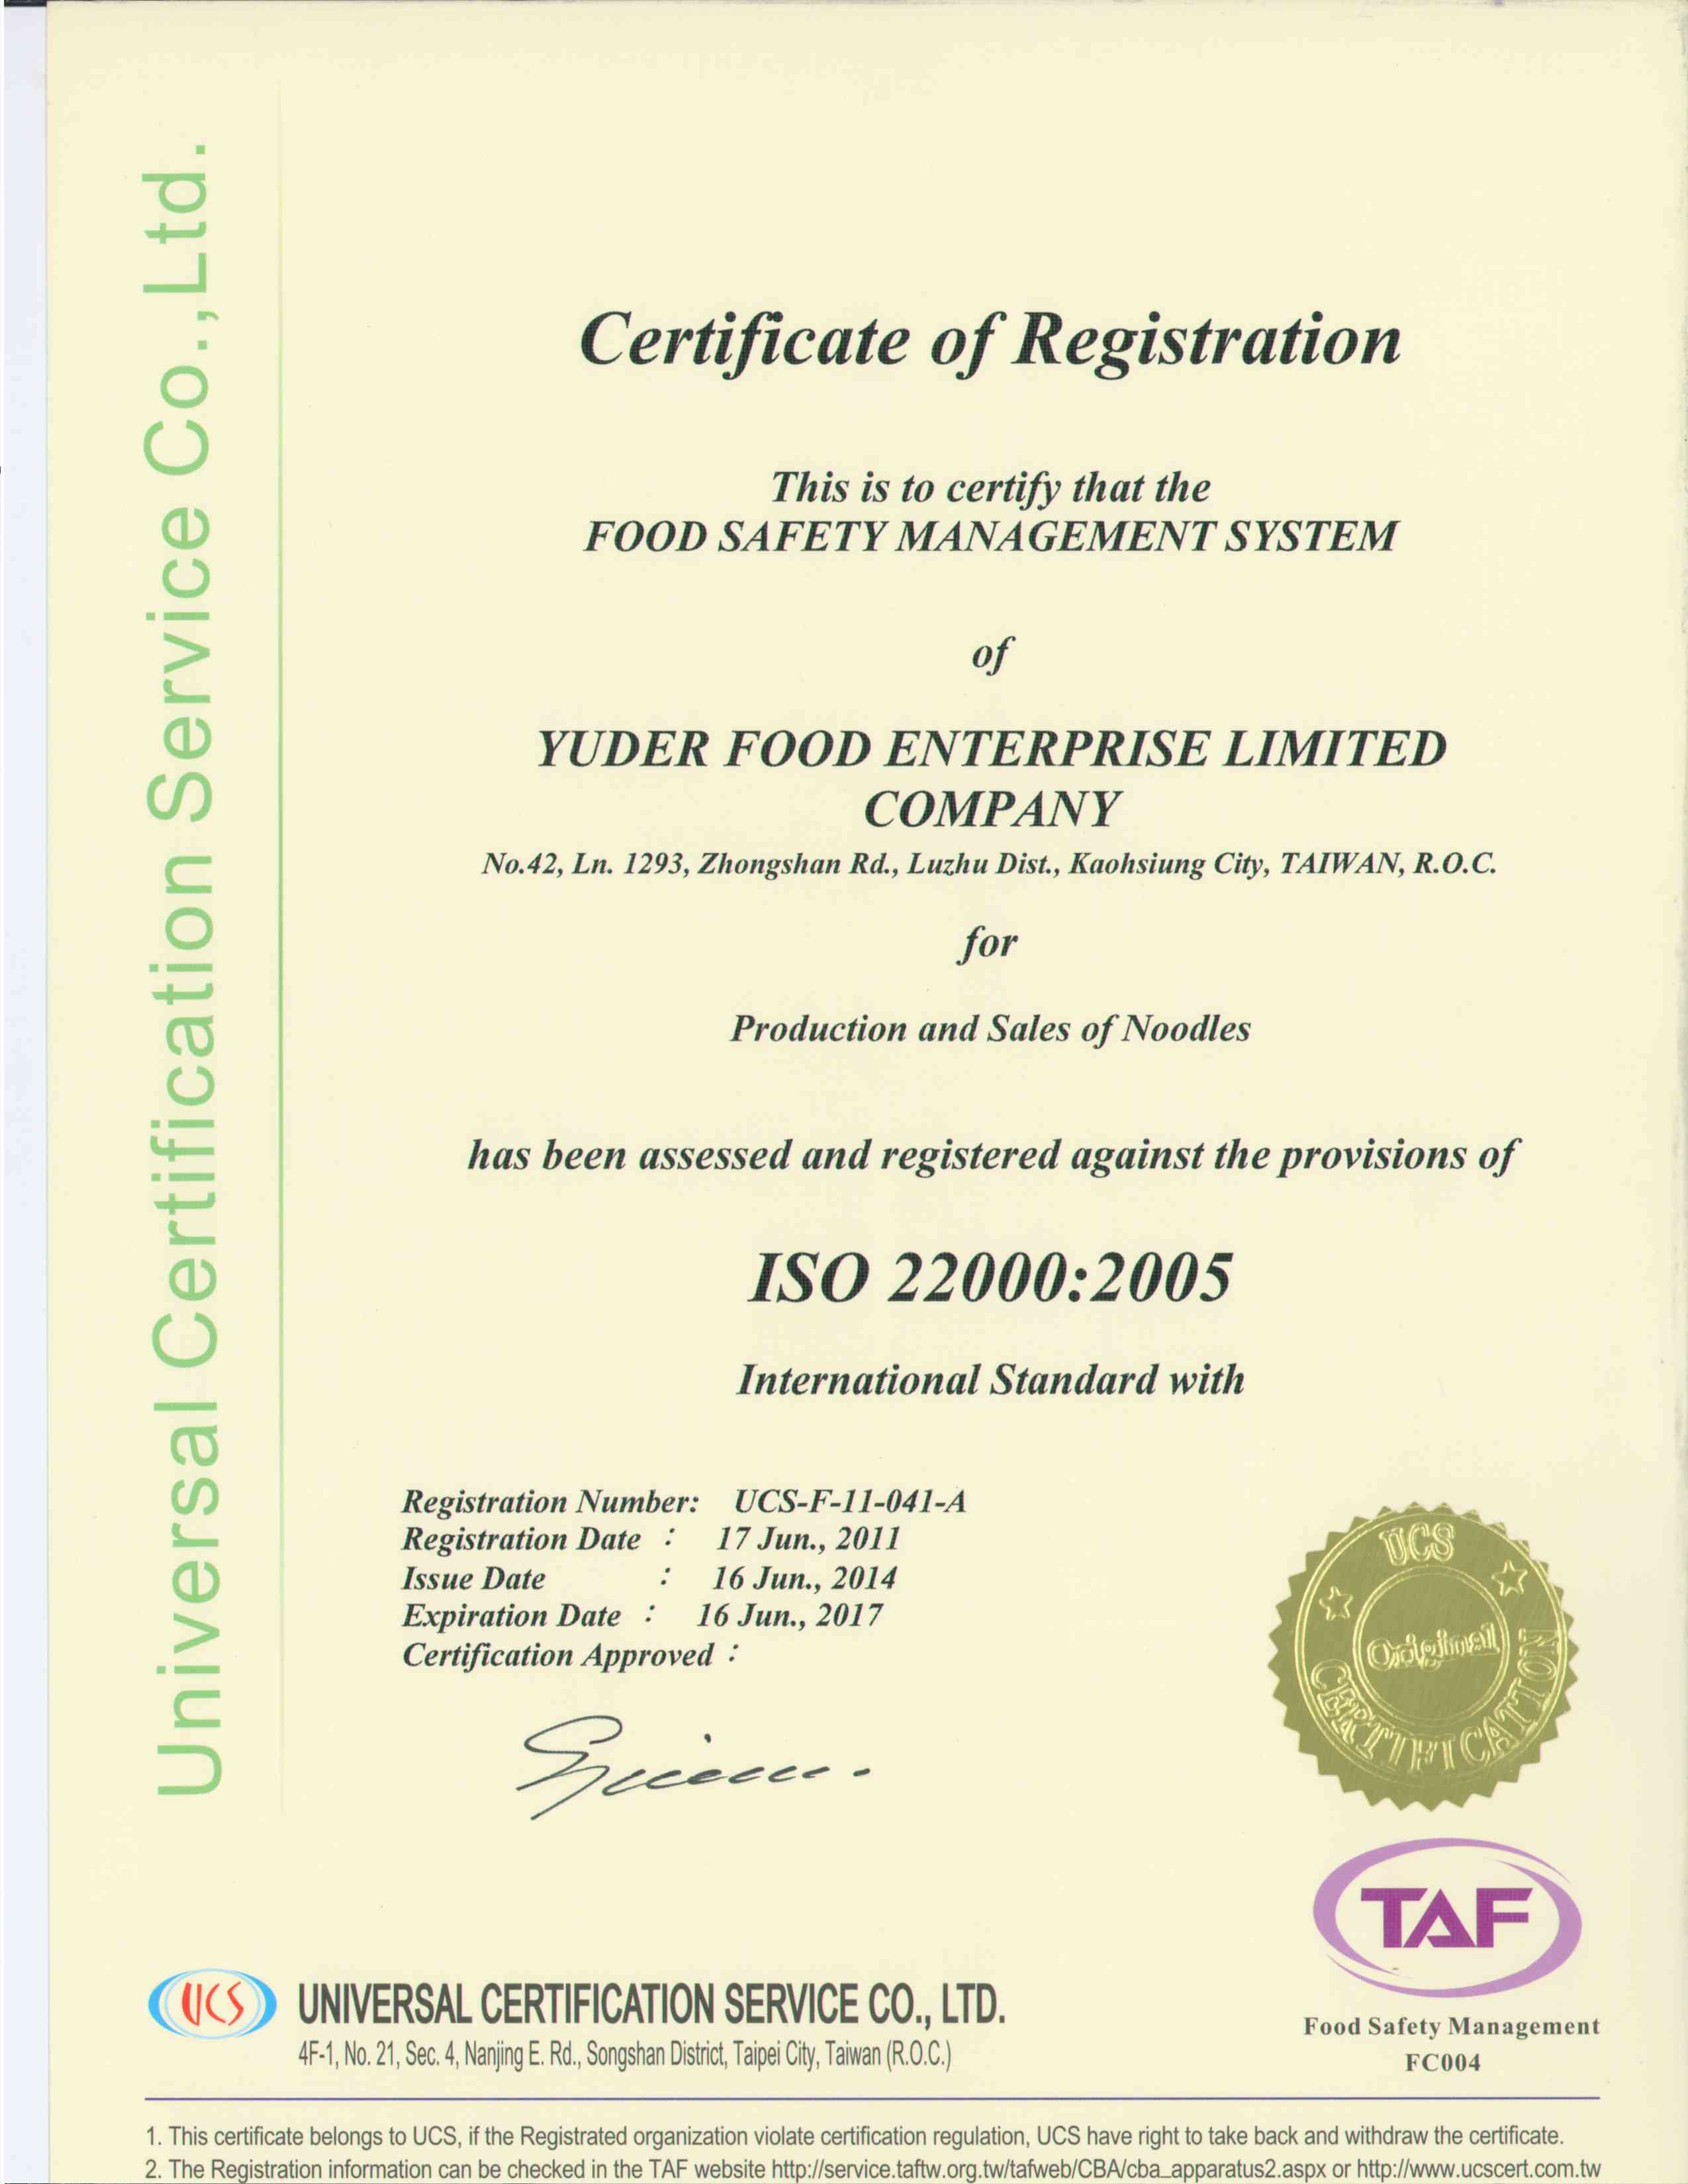 Universal Certification Service Co.,Ltd.
Certificate of Registration
This is to certify that the
FOOD SAFETY MANAGEMENT SYSTEM
of
YUDER FOOD ENTERPRISE LIMITED
COMPANY
No.42, Ln. 1293, Zhongshan Rd., Luzhu Dist., Kaohsiung City, TAIWAN, R.O.C.
for
Production and Sales of Noodles
has been assessed and registered against the provisions of
ISO 22000:2005
International Standard with
Registration Number: UCS-F-11-041-A
Registration Date : 17 Jun., 2011
Issue Date : 16 Jun., 2014
Expiration Date : 16 Jun., 2017
Certification Approved :
UCS
Original
CERTIFICATION
TAF
Food Safety Management
FC004
UCS
UNIVERSAL CERTIFICATION SERVICE CO., LTD.
4F-1, No. 21, Sec. 4, Nanjing E. Rd., Songshan District, Taipei City, Taiwan (R.O.C.)
1. This certificate belongs to UCS, if the Registrated organization violate certification regulation, UCS have right to take back and withdraw the certificate.
2. The Registration information can be checked in the TAF website http://service.taftw.org.tw/tafweb/CBA/cba_apparatus2.aspx or http://www.ucscert.com.tw